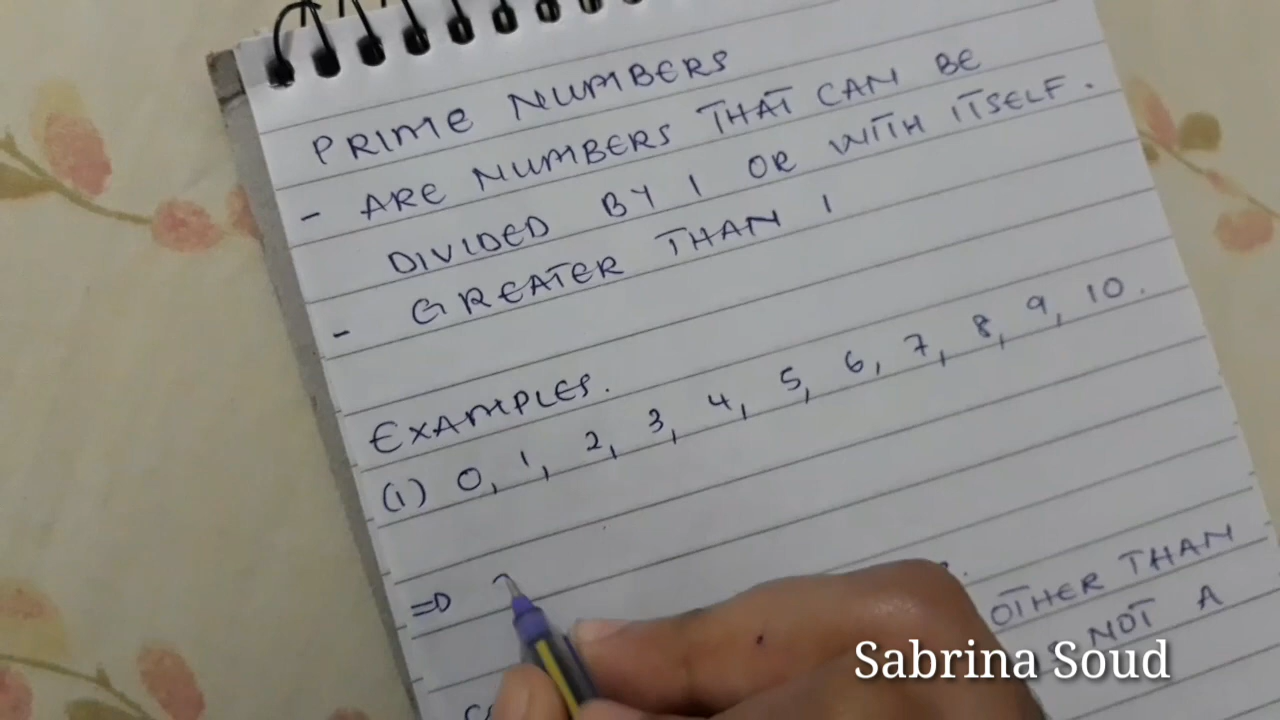 PRIME NUMBERS
- ARE NUMBERS THAT CAN BE
DIVIDED BY 1 OR WITH ITSELF.
- GREATER THAN 1
EXAMPLES.
(i) 0, 1, 2, 3, 4, 5, 6, 7, 8, 9, 10.
=D
OTHER THAN
NOT A
Sabrina Soud